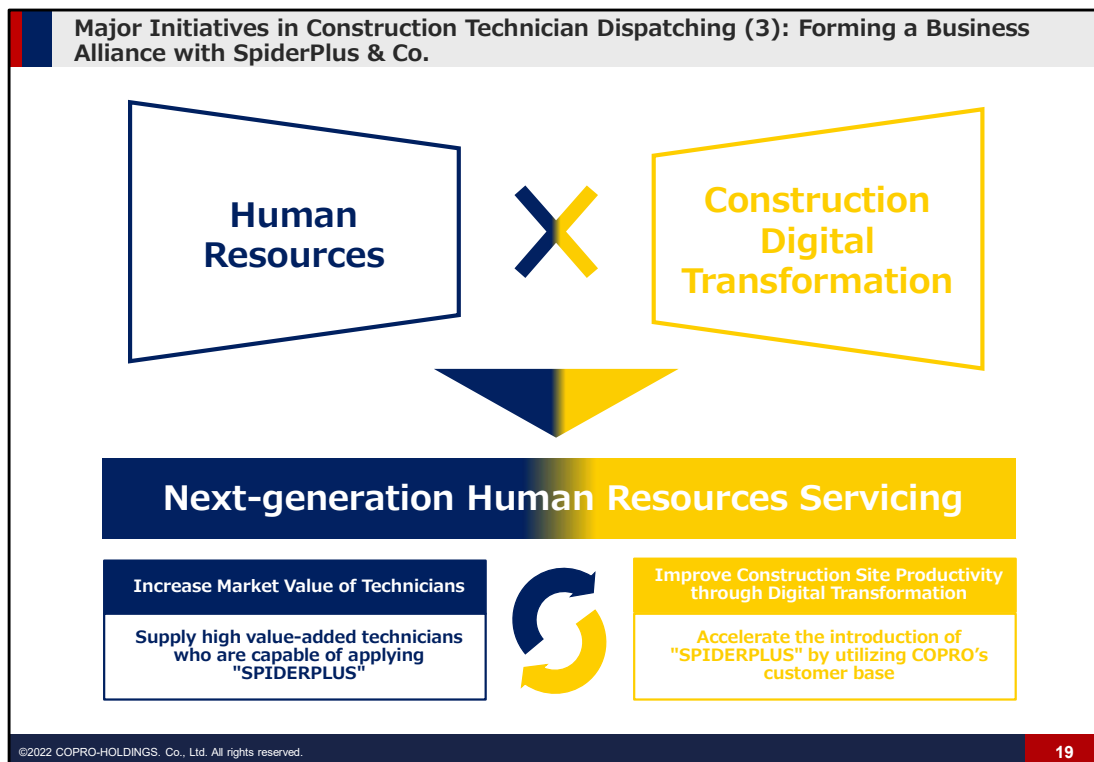 Major Initiatives in Construction Technician Dispatching (3): Forming a Business
Alliance with SpiderPlus & Co.
Human
Resources
Construction
Digital
Transformation
Next-generation Human Resources Servicing
Increase Market Value of Technicians
Supply high value-added technicians
who are capable of applying
"SPIDERPLUS"
Improve Construction Site Productivity
through Digital Transformation
Accelerate the introduction of
"SPIDERPLUS" by utilizing COPRO’s
customer base
©2022 COPRO-HOLDINGS. Co., Ltd. All rights reserved.
19